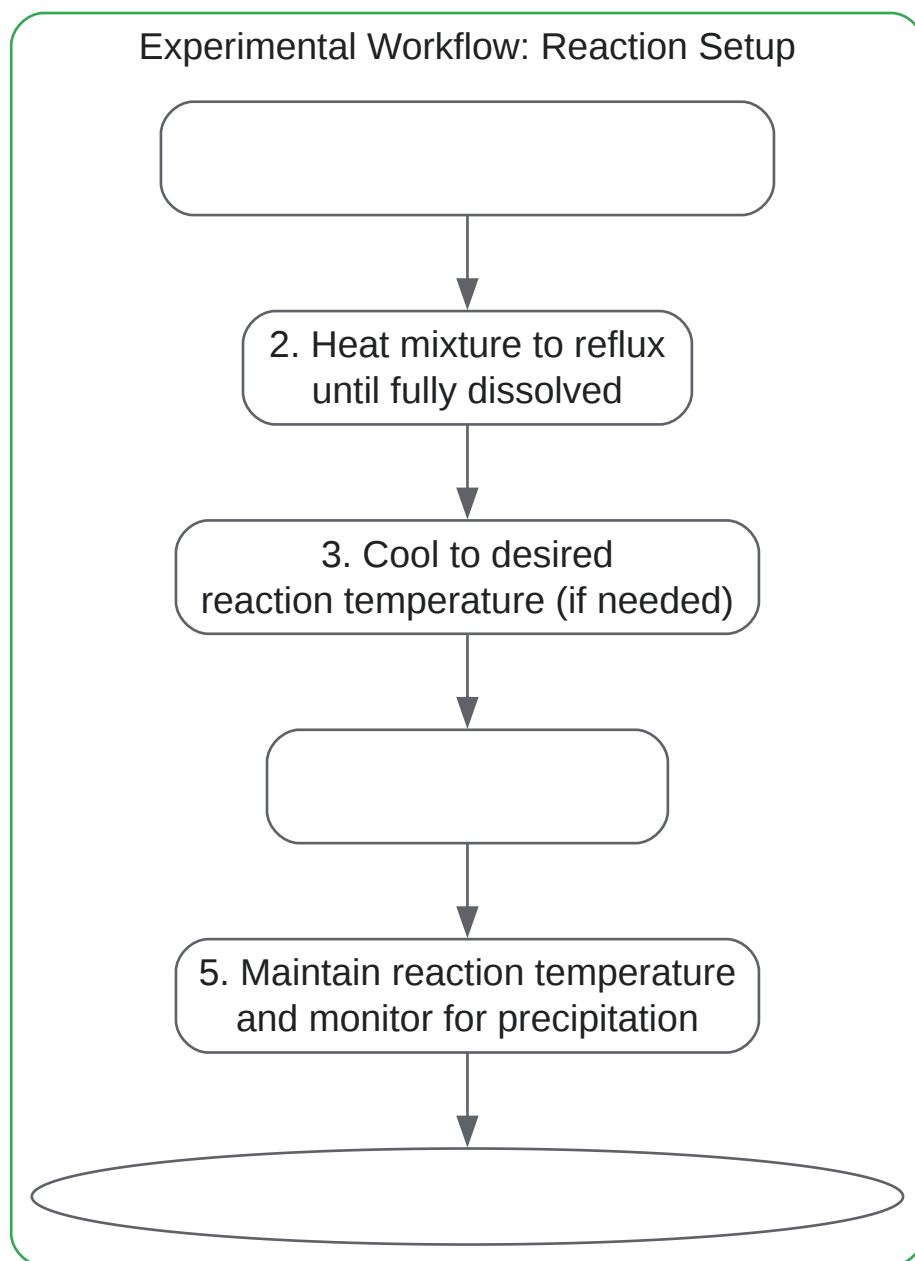 Experimental Workflow: Reaction Setup
2. Heat mixture to reflux
until fully dissolved
3. Cool to desired
reaction temperature (if needed)
5. Maintain reaction temperature
and monitor for precipitation